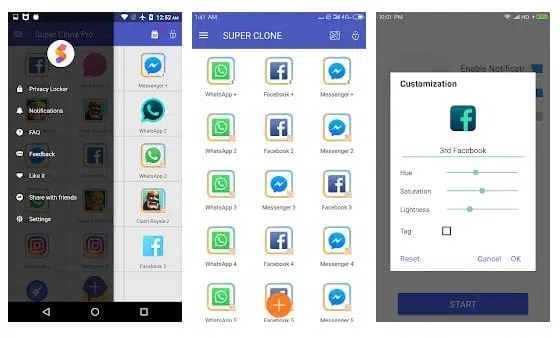 12:52 AM
Super Clone Pro
Messenger +
Privacy Locker
Notifications
WhatsApp 2
FAQ
Feedback
WhatsApp 3
Like it
Share with friends
Clash Royale 2
Settings
Facebook 3
1:41 AM
4G
SUPER CLONE
WhatsApp +
Facebook +
Messenger +
WhatsApp 2
Facebook 2
Messenger 2
WhatsApp 3
Messenger 3
Facebook 3
WhatsApp 4
Facebook 4
Messenger 4
WhatsApp 5
Facebook 5
Messenger 5
10:01 PM
Enable Notificati
Customization
3rd Facebook
Hue
Saturation
Lightness
Tag
Reset
Cancel
OK
START